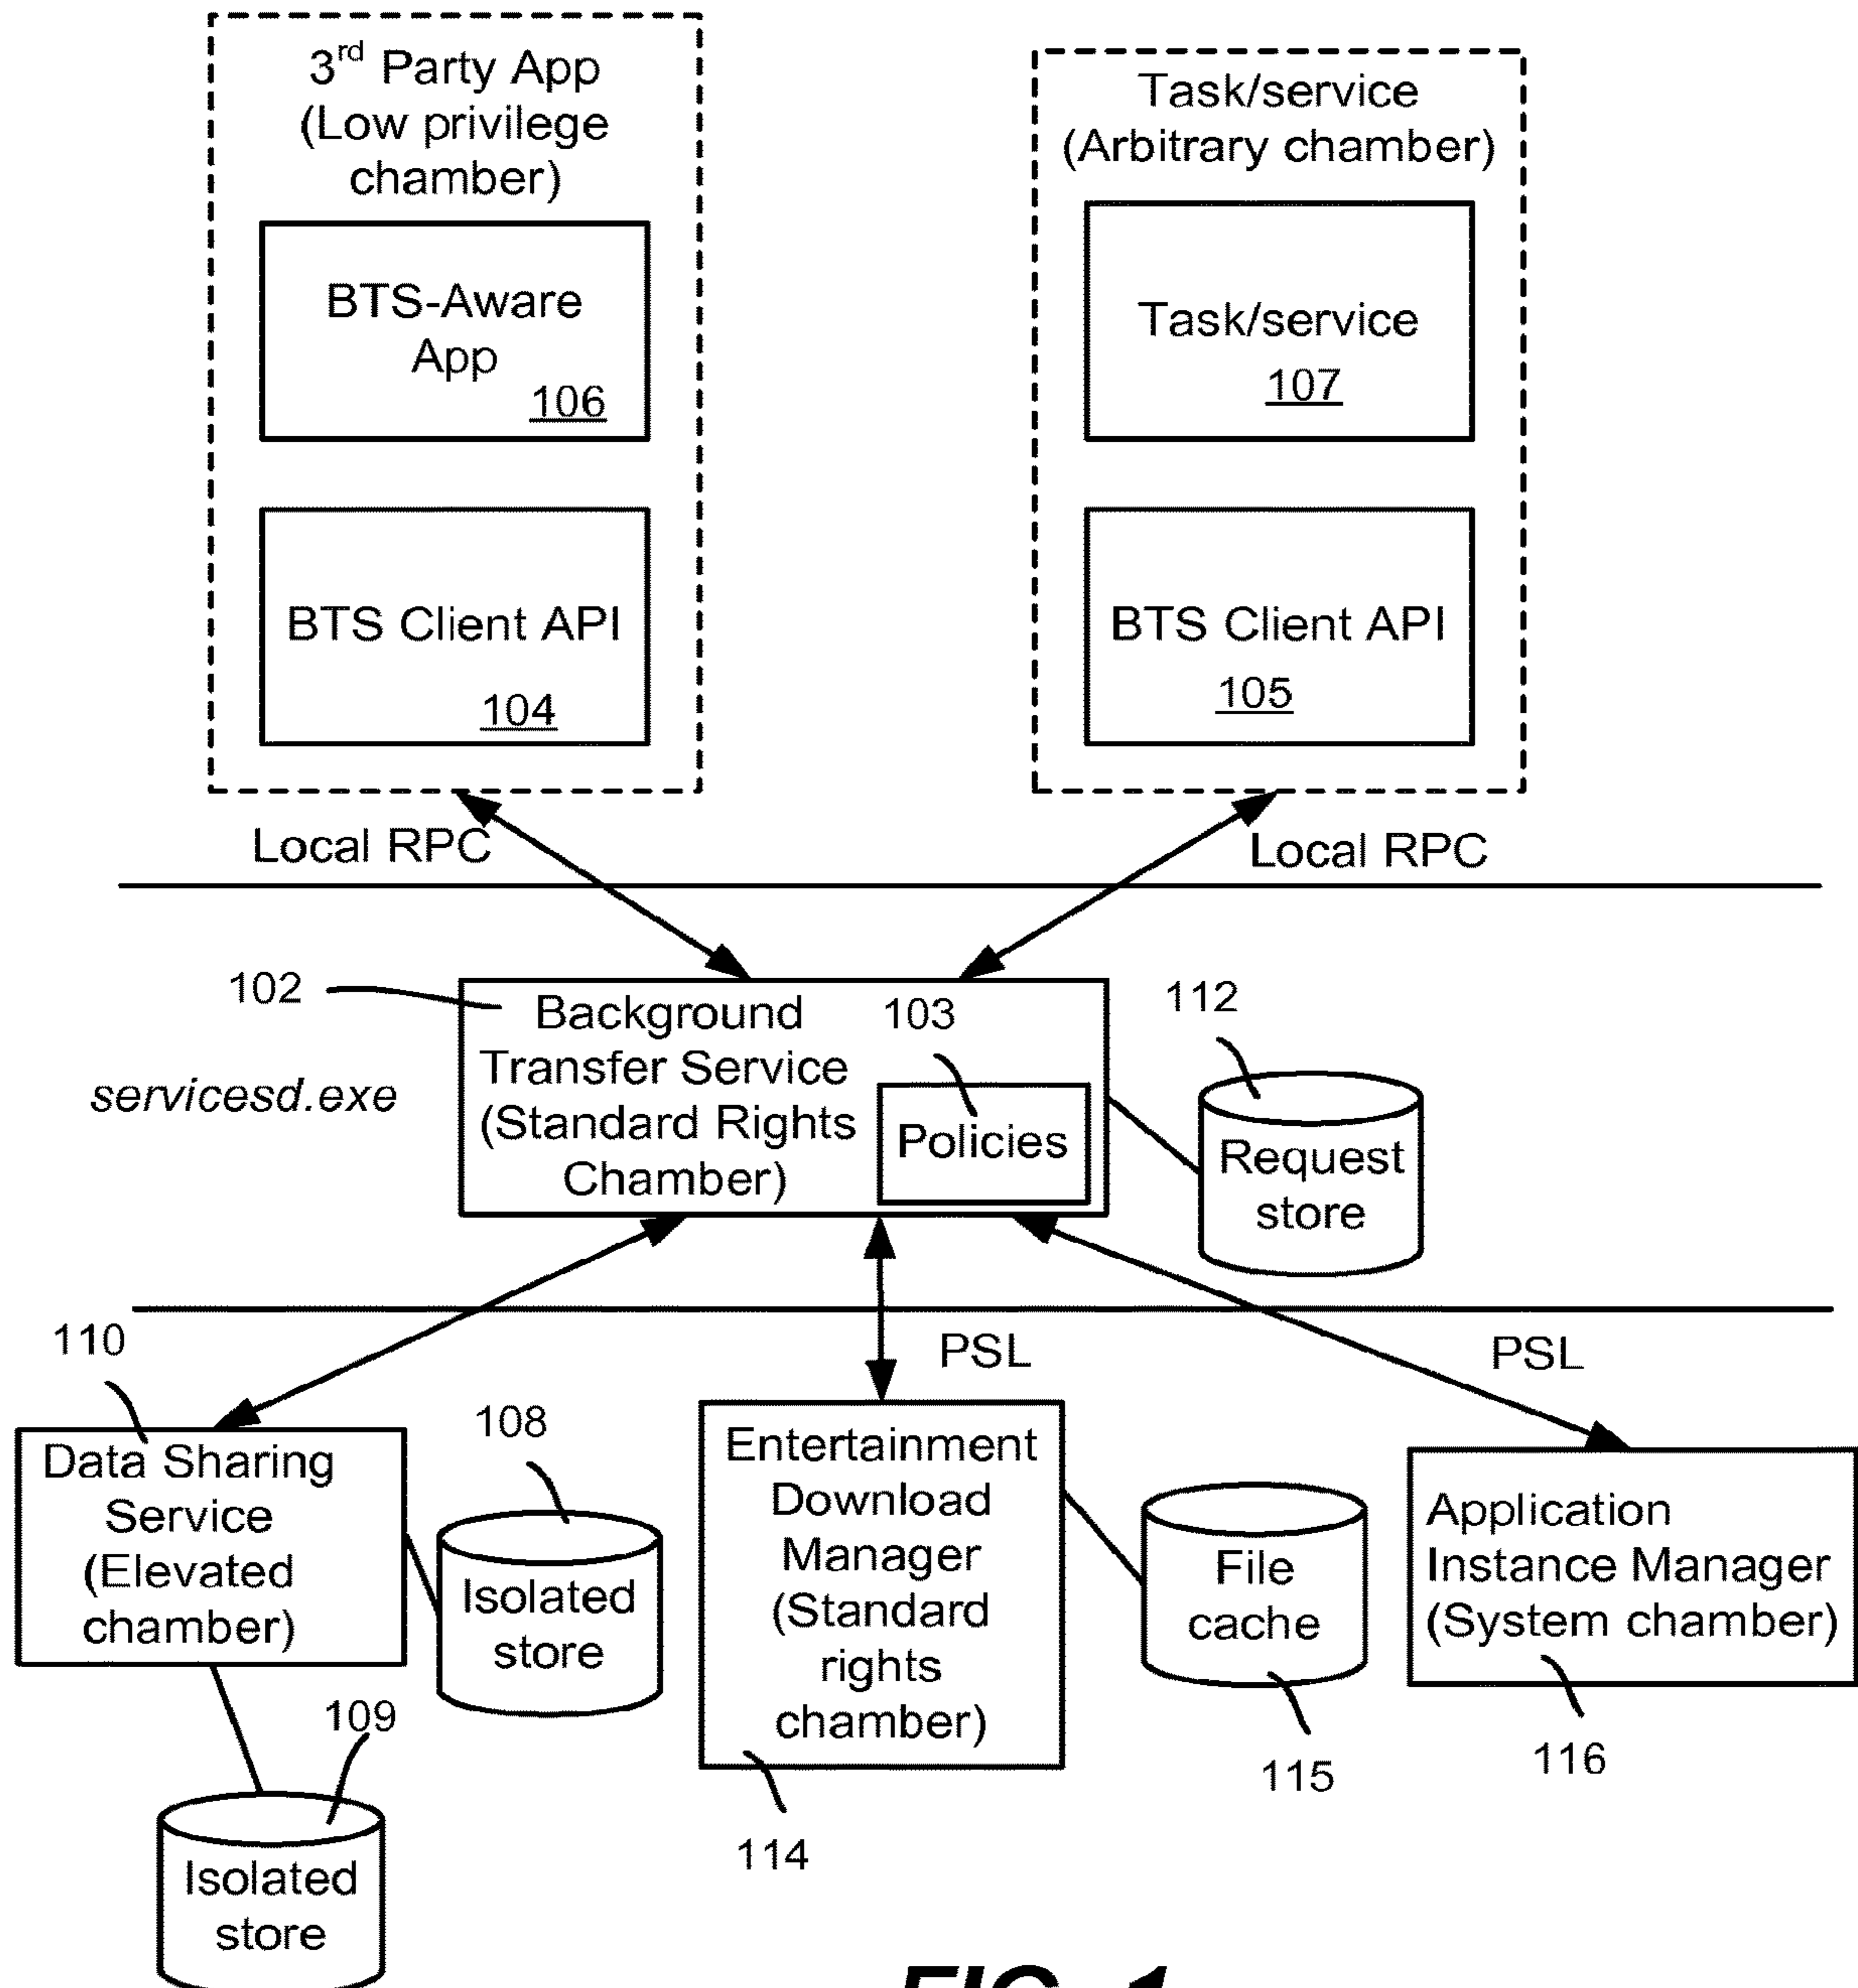 3rd Party App
(Low privilege
chamber)
BTS-Aware
App
106
BTS Client API
104
Task/service
(Arbitrary chamber)
Task/service
107
BTS Client API
105
Local RPC
Local RPC
102
servicesd.exe
Background
Transfer Service
(Standard Rights
Chamber)
103
Policies
112
Request
store
PSL
PSL
110
Data Sharing
Service
(Elevated
chamber)
108
Isolated
store
109
Isolated
store
Entertainment
Download
Manager
(Standard
rights
chamber)
114
File
cache
115
Application
Instance Manager
(System chamber)
116
FIG. 1